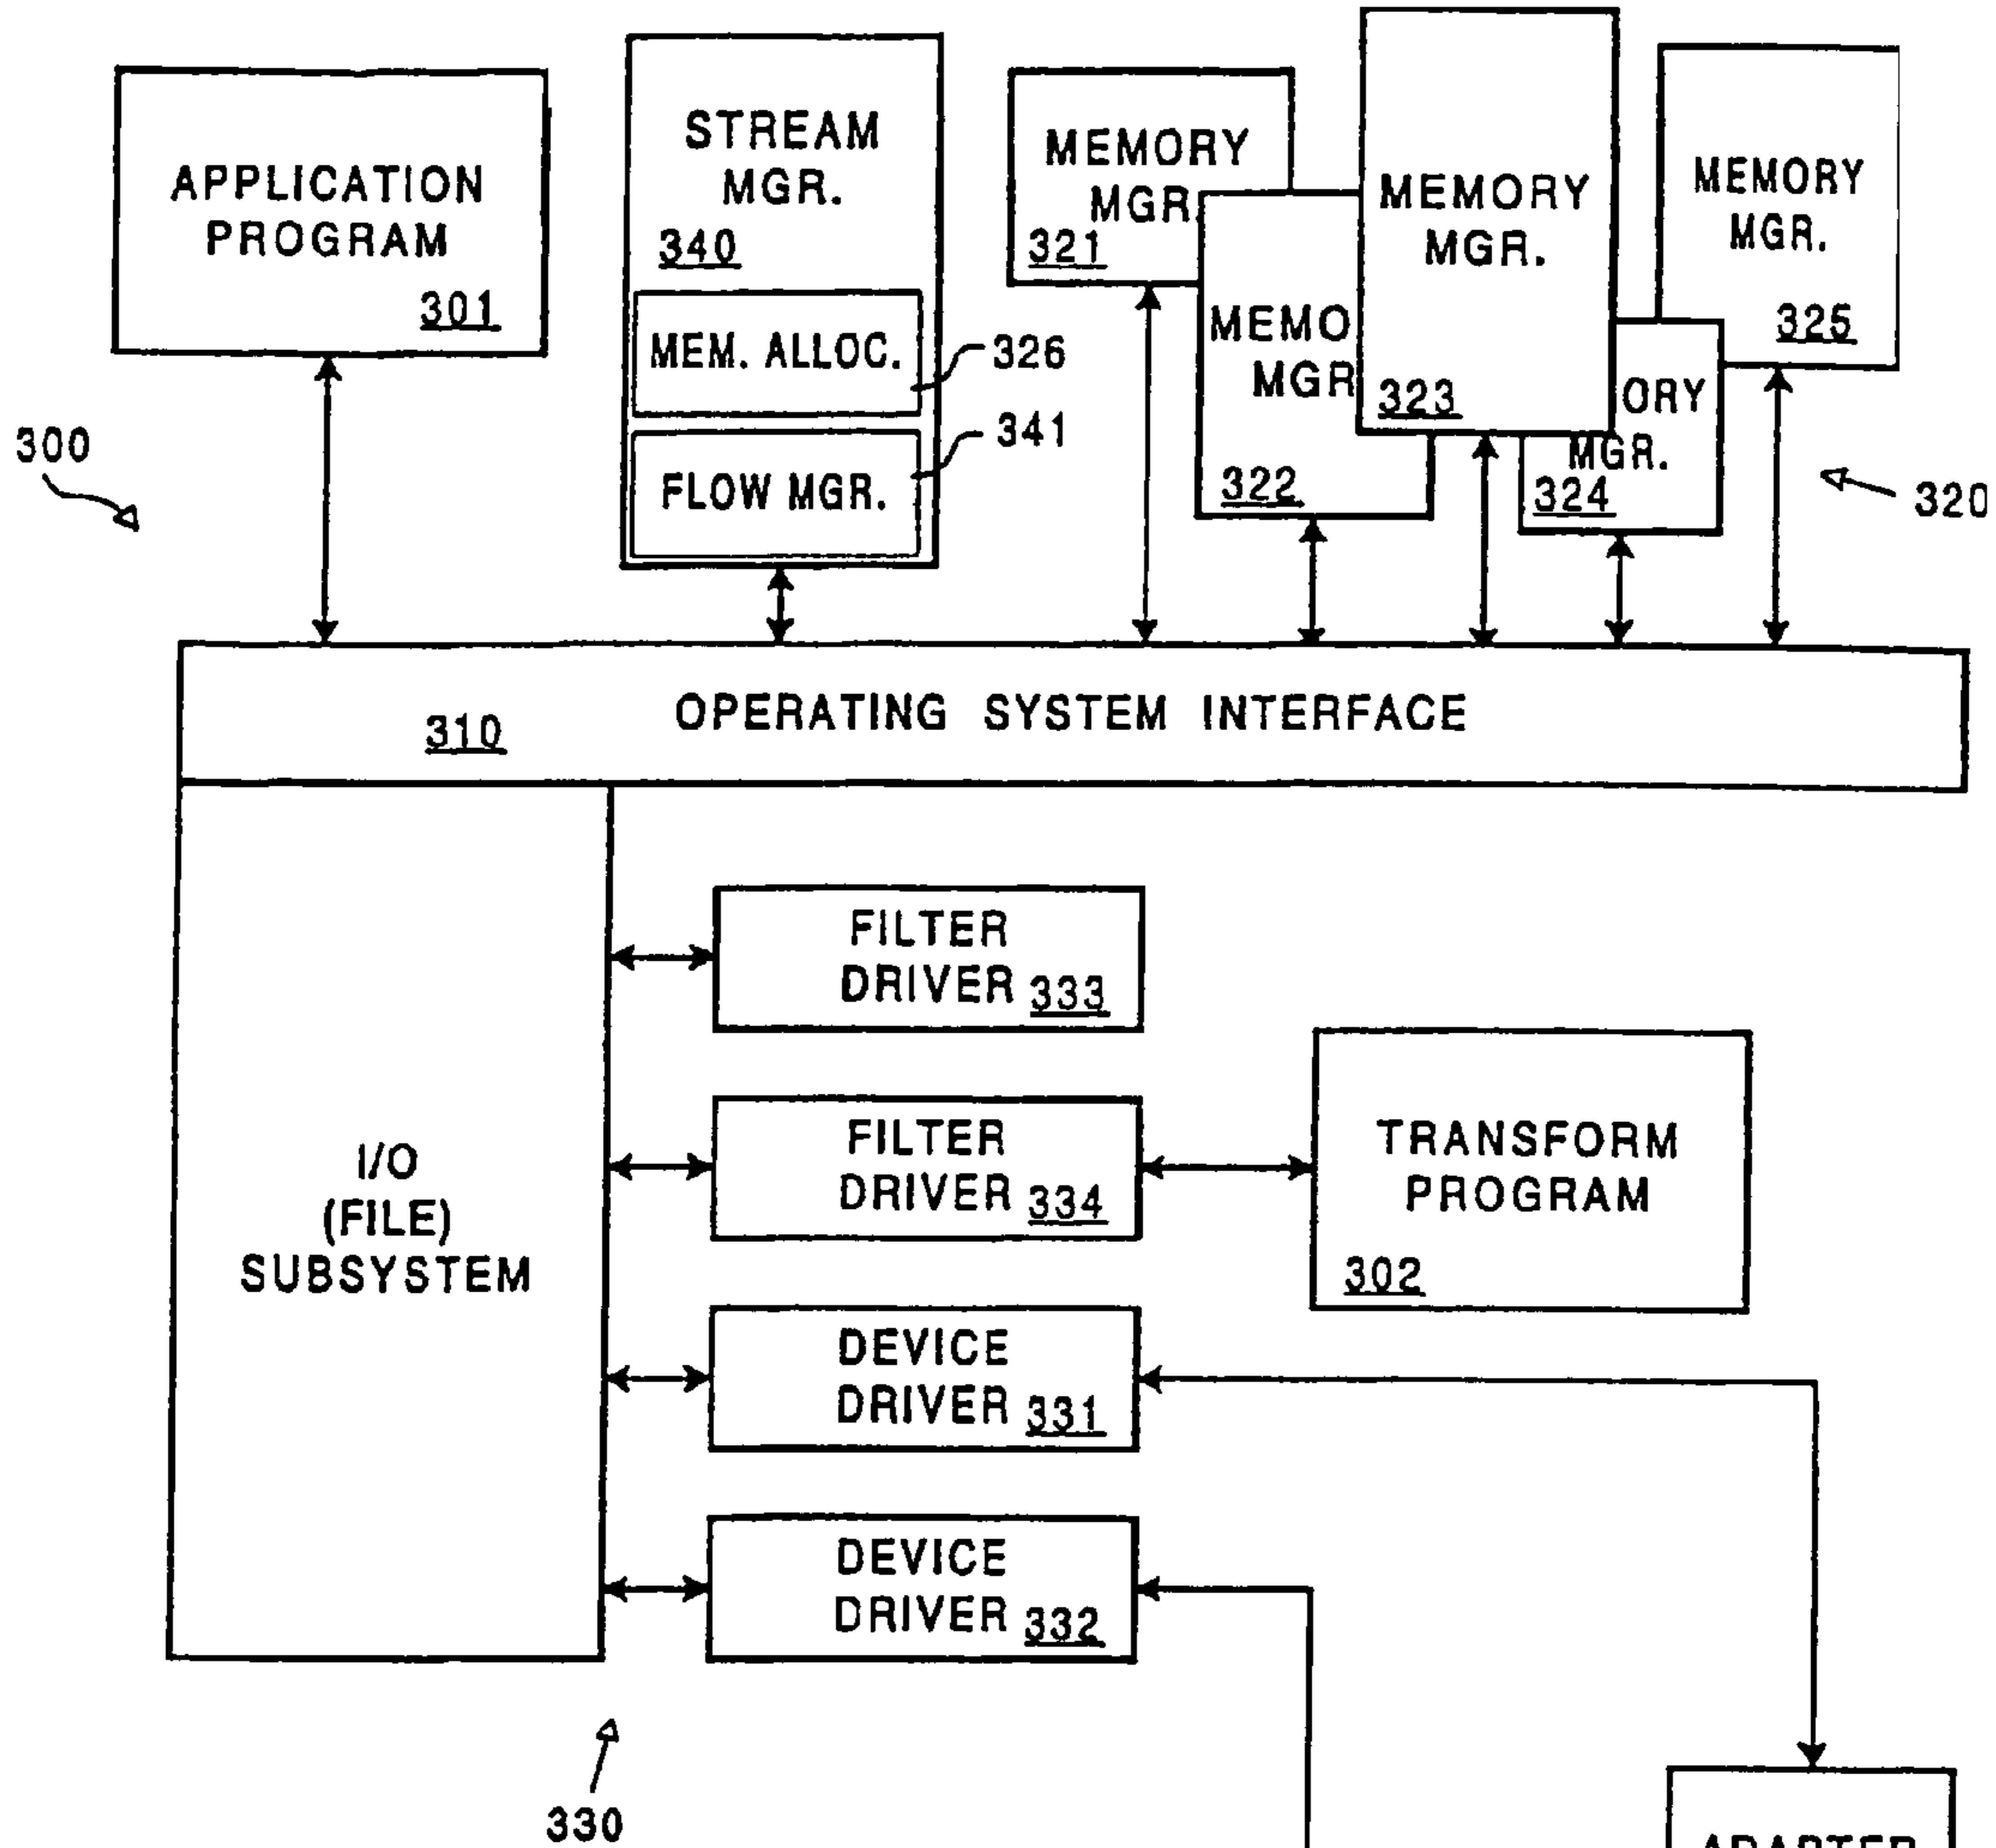 APPLICATION
PROGRAM
301
STREAM
MGR.
340
MEM. ALLOC.
326
FLOW MGR.
341
MEMORY
MGR.
321
MEMO
MGR
322
MEMORY
MGR.
323
ORY
MGR.
324
MEMORY
MGR.
325
300
320
310
OPERATING SYSTEM INTERFACE
I/O
(FILE)
SUBSYSTEM
FILTER
DRIVER 333
FILTER
DRIVER 334
TRANSFORM
PROGRAM
302
DEVICE
DRIVER 331
DEVICE
DRIVER 332
330
ADAPTER